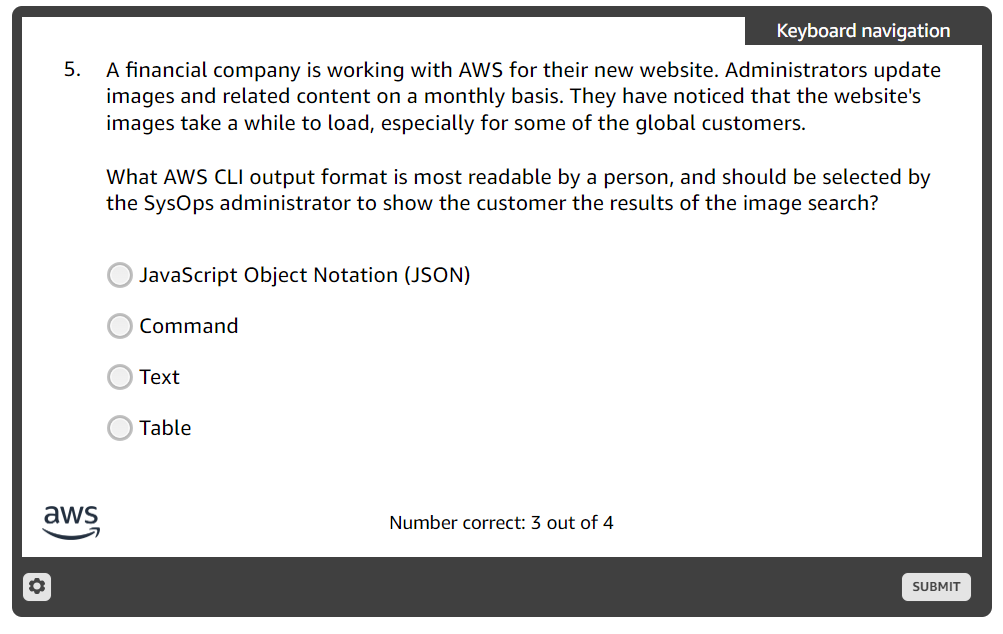 Keyboard navigation
5. A financial company is working with AWS for their new website. Administrators update
images and related content on a monthly basis. They have noticed that the website's
images take a while to load, especially for some of the global customers.
What AWS CLI output format is most readable by a person, and should be selected by
the SysOps administrator to show the customer the results of the image search?
JavaScript Object Notation (JSON)
Command
Text
Table
aws
Number correct: 3 out of 4
SUBMIT